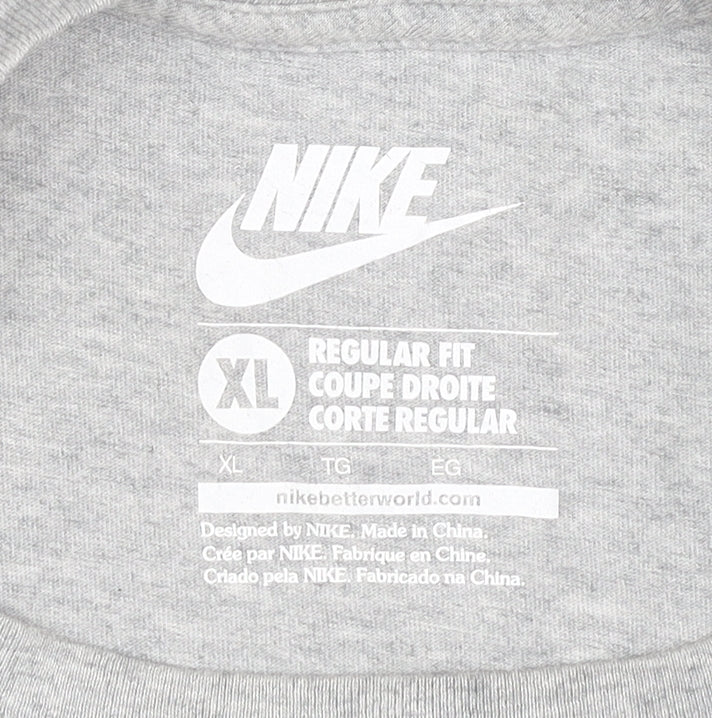 NIKE
XL
REGULAR FIT
COUPE DROITE
CORTE REGULAR
XL TG EG
nikebetterworld.com
Designed by NIKE. Made in China.
Crée par NIKE. Fabrique en Chine.
Criado pela NIKE. Fabricado na China.